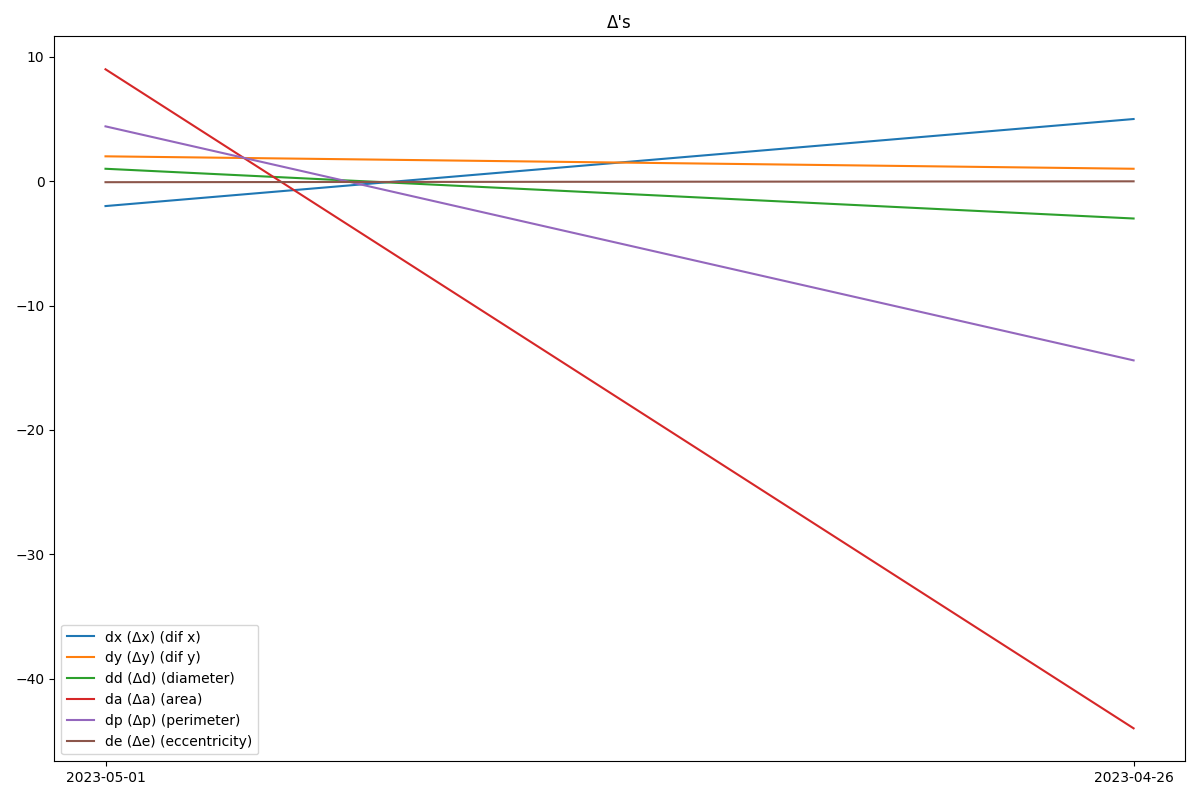 Δ's
10
0
−10
−20
−30
−40
dx (Δx) (dif x)
dy (Δy) (dif y)
dd (Δd) (diameter)
da (Δa) (area)
dp (Δp) (perimeter)
de (Δe) (eccentricity)
2023-05-01 2023-04-26